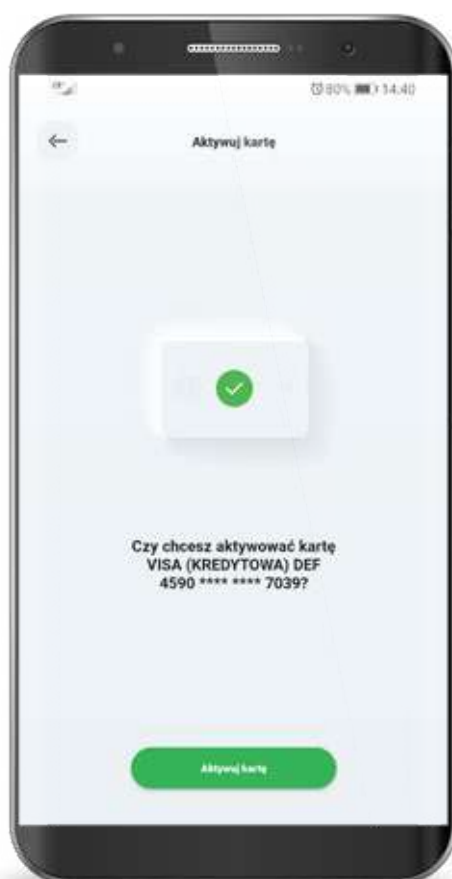 80% 14:40
Aktywuj kartę
Czy chcesz aktywować kartę
VISA (KREDYTOWA) DEF
4590 **** **** 7039?
Aktywuj kartę